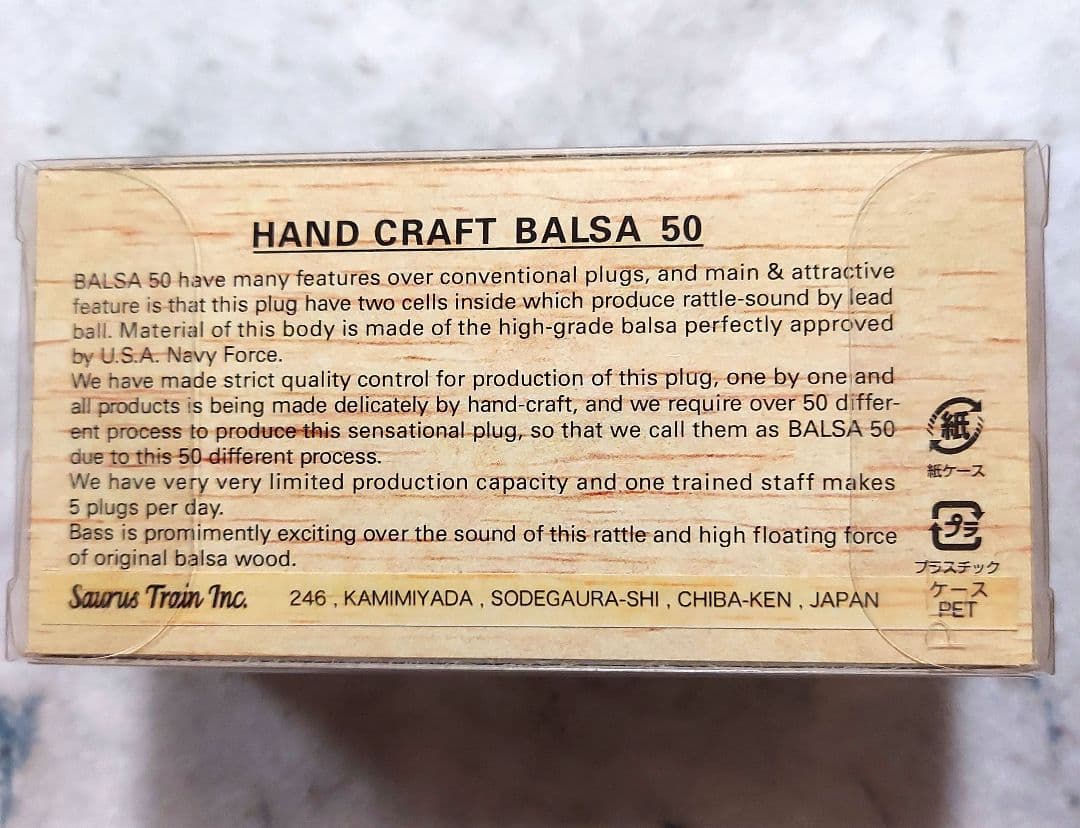 HAND CRAFT BALSA 50
BALSA 50 have many features over conventional plugs, and main & attractive
feature is that this plug have two cells inside which produce rattle-sound by lead
ball. Material of this body is made of the high-grade balsa perfectly approved
by U.S.A. Navy Force.
We have made strict quality control for production of this plug, one by one and
all products is being made delicately by hand-craft, and we require over 50 differ-
ent process to produce this sensational plug, so that we call them as BALSA 50
due to this 50 different process.
We have very very limited production capacity and one trained staff makes
5 plugs per day.
Bass is promimently exciting over the sound of this rattle and high floating force
of original balsa wood.
Saurus Train Inc. 246 , KAMIMIYADA , SODEGAURA-SHI , CHIBA-KEN , JAPAN
紙
紙ケース
プラ
プラスチック
ケース
PET